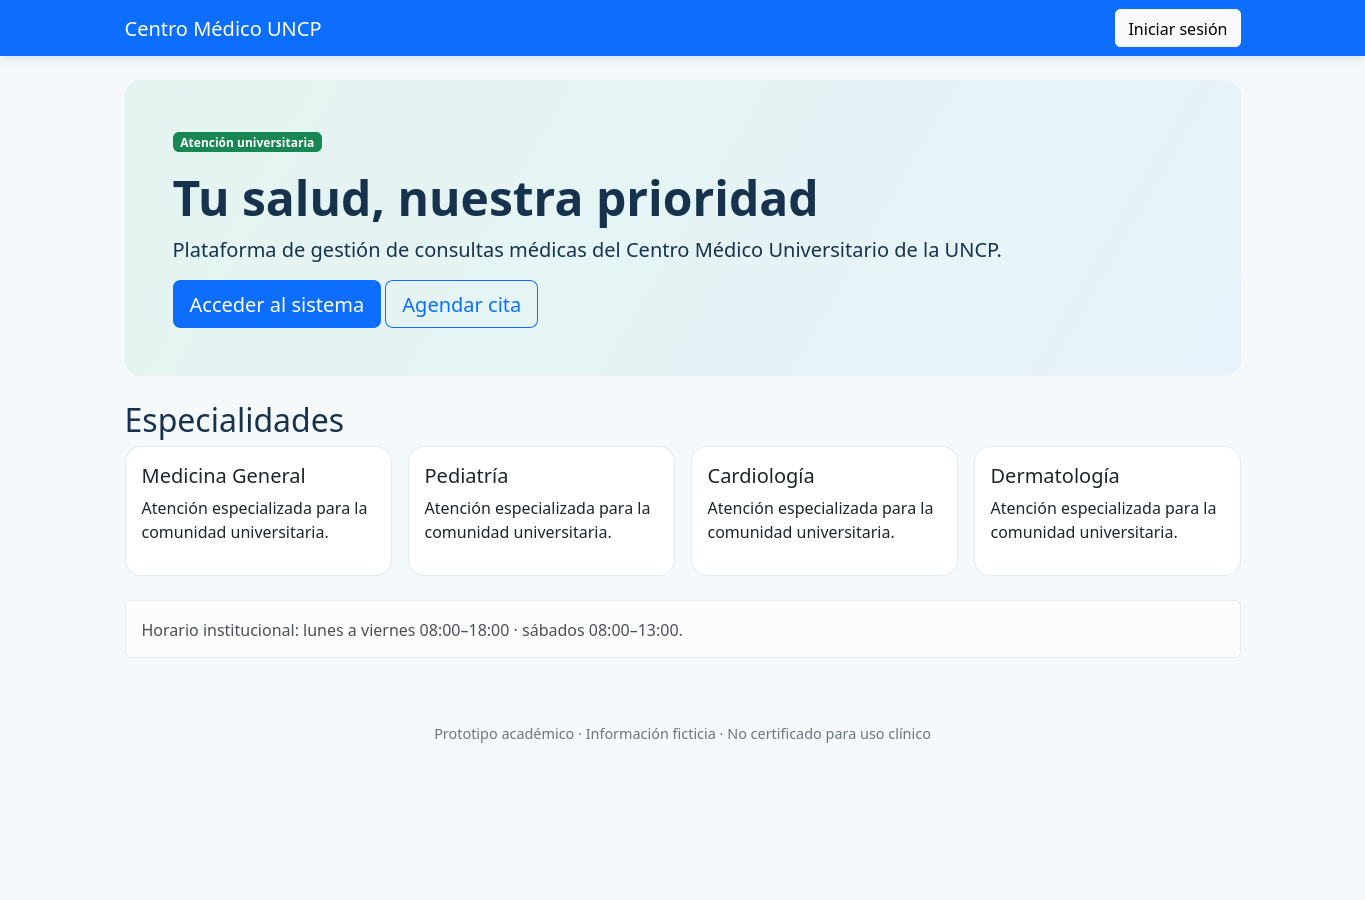 Centro Médico UNCP
Iniciar sesión
Atención universitaria
Tu salud, nuestra prioridad
Plataforma de gestión de consultas médicas del Centro Médico Universitario de la UNCP.
Acceder al sistema
Agendar cita
Especialidades
Medicina General
Atención especializada para la
comunidad universitaria.
Pediatría
Atención especializada para la
comunidad universitaria.
Cardiología
Atención especializada para la
comunidad universitaria.
Dermatología
Atención especializada para la
comunidad universitaria.
Horario institucional: lunes a viernes 08:00–18:00 · sábados 08:00–13:00.
Prototipo académico · Información ficticia · No certificado para uso clínico